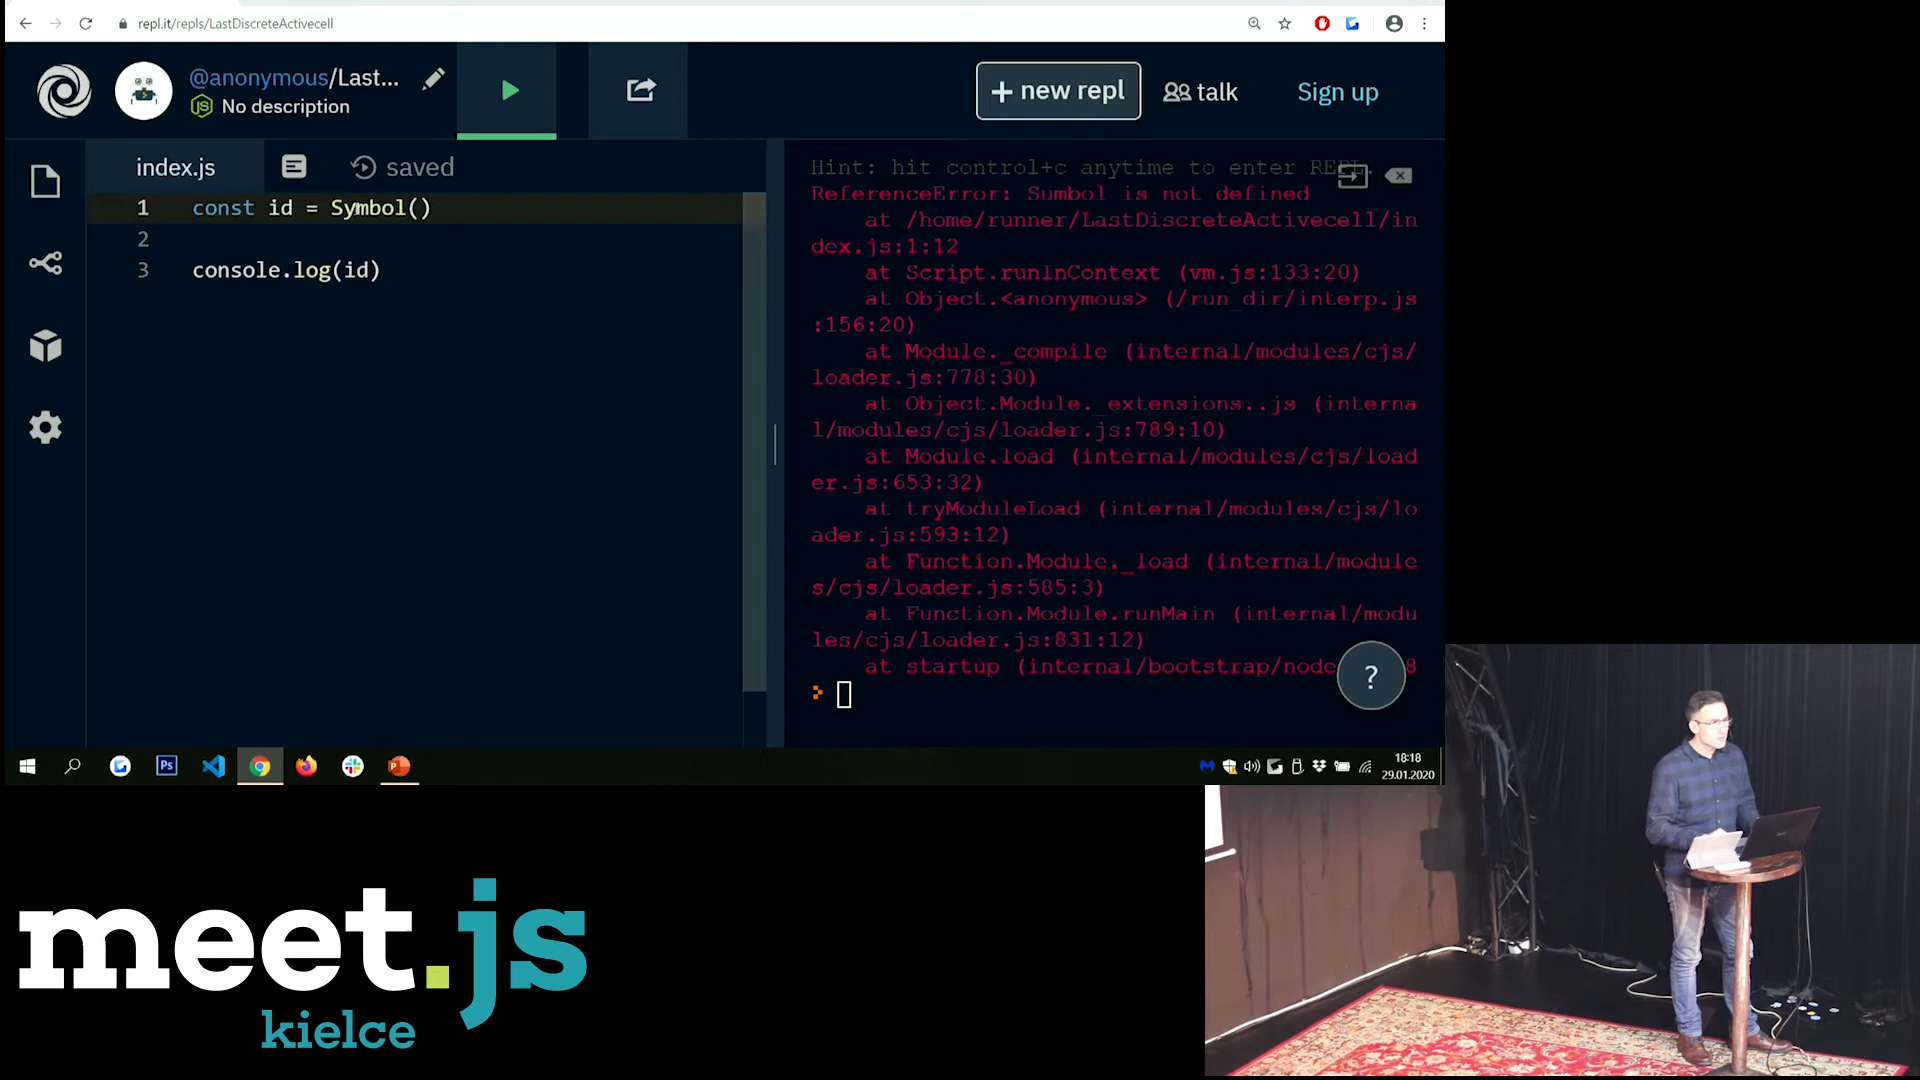 repl.it/repls/LastDiscreteActivecell
@anonymous/Last...
No description
+ new repl
talk
Sign up
index.js
saved
1 const id = Symbol()
2
3 console.log(id)
Hint: hit control+c anytime to enter REPL.
ReferenceError: Sumbol is not defined
at /home/runner/LastDiscreteActivecell/in
dex.js:1:12
at Script.runInContext (vm.js:133:20)
at Object.<anonymous> (/run_dir/interp.js
:156:20)
at Module._compile (internal/modules/cjs/
loader.js:778:30)
at Object.Module._extensions..js (interna
l/modules/cjs/loader.js:789:10)
at Module.load (internal/modules/cjs/load
er.js:653:32)
at tryModuleLoad (internal/modules/cjs/lo
ader.js:593:12)
at Function.Module._load (internal/module
s/cjs/loader.js:585:3)
at Function.Module.runMain (internal/modu
les/cjs/loader.js:831:12)
at startup (internal/bootstrap/node 8
?
Ps
18:18
29.01.2020
meet.js
kielce